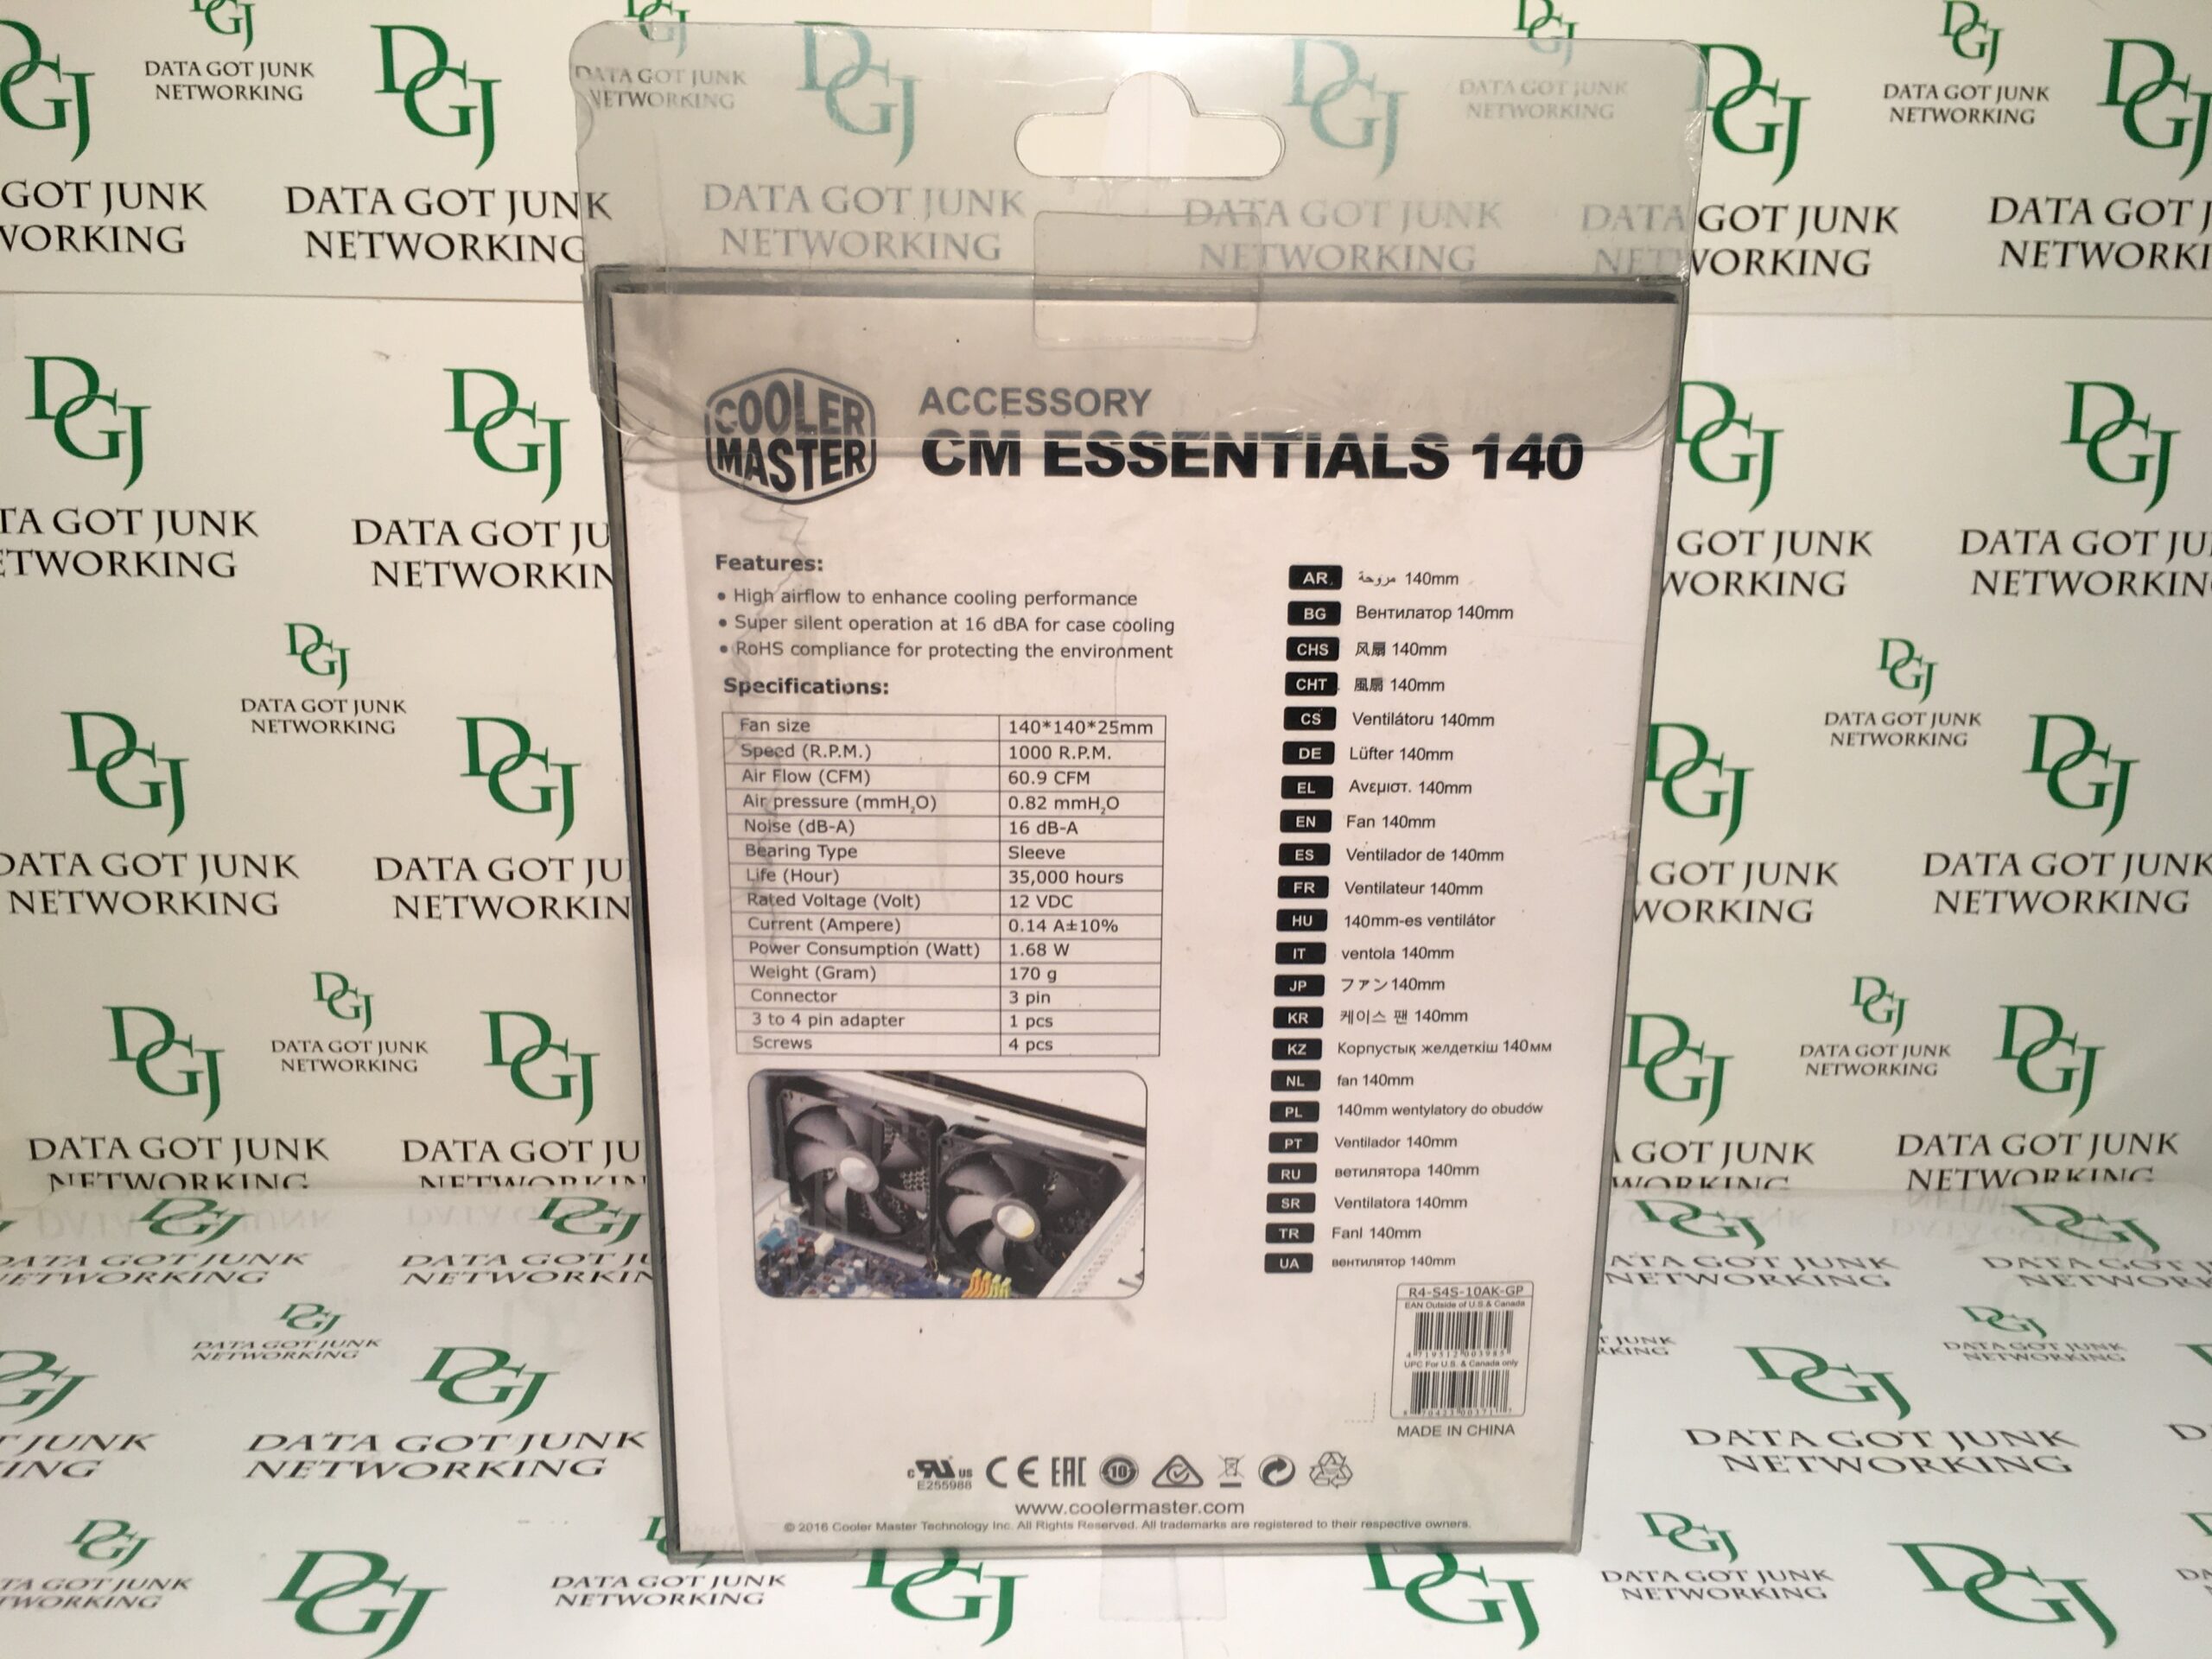 COOLER
MASTER
ACCESSORY
CM ESSENTIALS 140
Features:
• High airflow to enhance cooling performance
• Super silent operation at 16 dBA for case cooling
• RoHS compliance for protecting the environment
Specifications:
Fan size 140*140*25mm
Speed (R.P.M.) 1000 R.P.M.
Air Flow (CFM) 60.9 CFM
Air pressure (mmH₂O) 0.82 mmH₂O
Noise (dB-A) 16 dB-A
Bearing Type Sleeve
Life (Hour) 35,000 hours
Rated Voltage (Volt) 12 VDC
Current (Ampere) 0.14 A±10%
Power Consumption (Watt) 1.68 W
Weight (Gram) 170 g
Connector 3 pin
3 to 4 pin adapter 1 pcs
Screws 4 pcs
AR مروحة 140mm
BG Вентилатор 140mm
CHS 风扇 140mm
CHT 風扇 140mm
CS Ventilátoru 140mm
DE Lüfter 140mm
EL Ανεμιστ. 140mm
EN Fan 140mm
ES Ventilador de 140mm
FR Ventilateur 140mm
HU 140mm-es ventilátor
IT ventola 140mm
JP ファン 140mm
KR 케이스 팬 140mm
KZ Корпустық желдеткіш 140мм
NL fan 140mm
PL 140mm wentylatory do obudów
PT Ventilador 140mm
RU ветилятора 140mm
SR Ventilatora 140mm
TR Fanl 140mm
UA вентилятор 140mm
R4-S4S-10AK-GP
EAN Outside of U.S.& Canada
4 719512 003985
UPC For U.S. & Canada only
MADE IN CHINA
c us
E255988
CE EAC 10
www.coolermaster.com
© 2016 Cooler Master Technology Inc. All Rights Reserved. All trademarks are registered to their respective owners.
DGJ
DATA GOT JUNK
NETWORKING